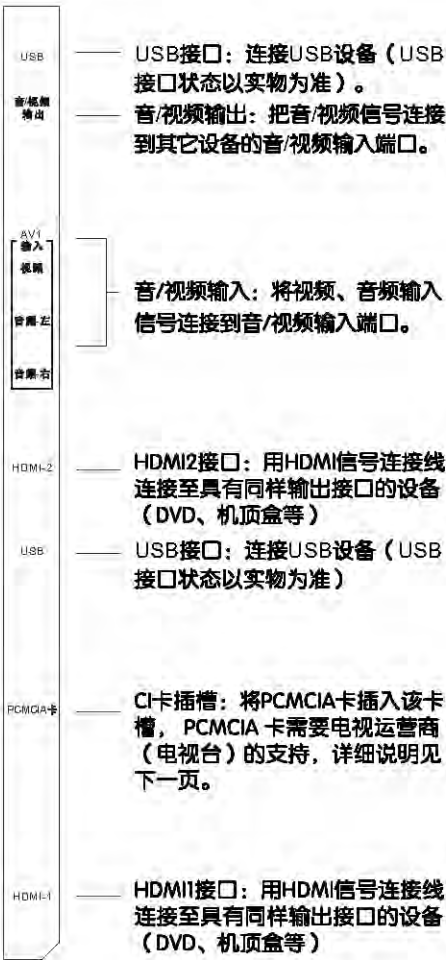 USB
USB接口：连接USB设备（USB
接口状态以实物为准）。
音/视频
输出
音/视频输出：把音/视频信号连接
到其它设备的音/视频输入端口。
AV1
输入
视频
音频-左
音频-右
音/视频输入：将视频、音频输入
信号连接到音/视频输入端口。
HDMI-2
HDMI2接口：用HDMI信号连接线
连接至具有同样输出接口的设备
（DVD、机顶盒等）
USB
USB接口：连接USB设备（USB
接口状态以实物为准）
PCMCIA卡
CI卡插槽：将PCMCIA卡插入该卡
槽，PCMCIA 卡需要电视运营商
（电视台）的支持，详细说明见
下一页。
HDMI-1
HDMI1接口：用HDMI信号连接线
连接至具有同样输出接口的设备
（DVD、机顶盒等）